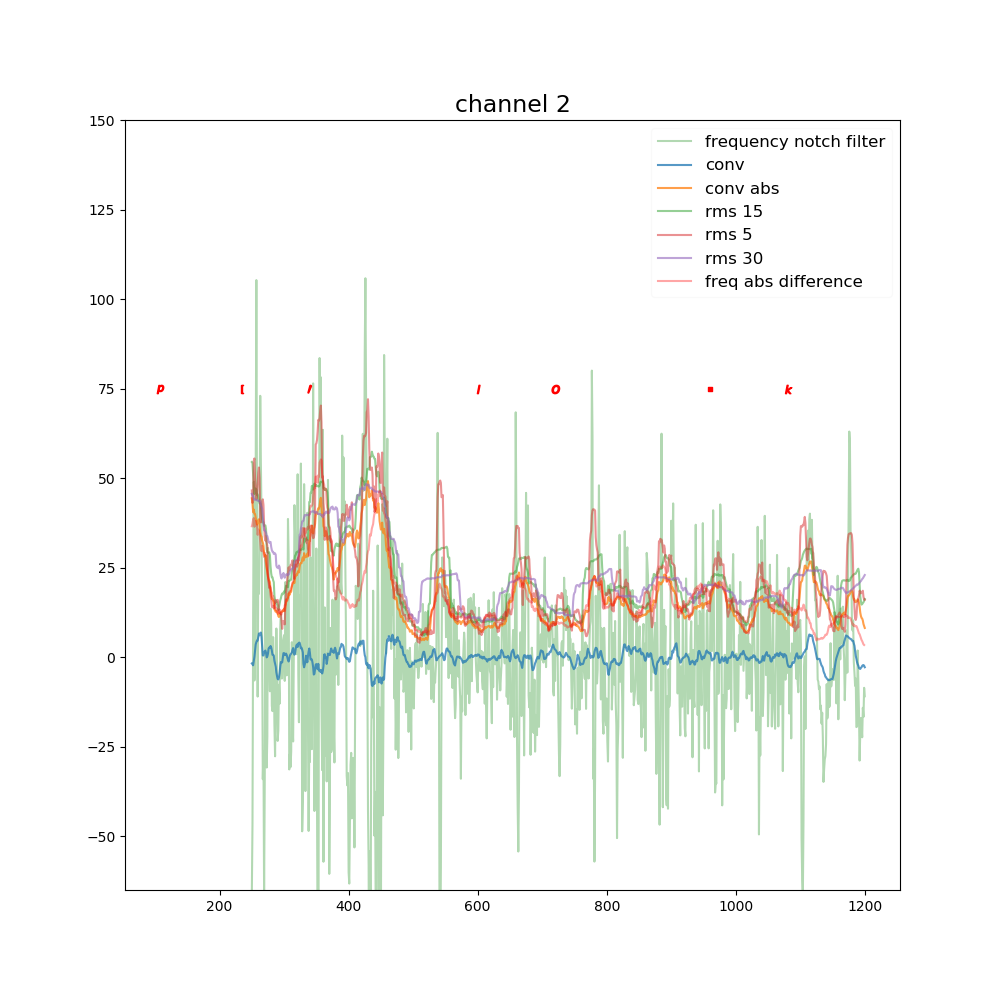 channel 2
150
125
100
75
50
25
0
−25
−50
200
400
600
800
1000
1200
frequency notch filter
conv
conv abs
rms 15
rms 5
rms 30
freq abs difference
p
l
O
k